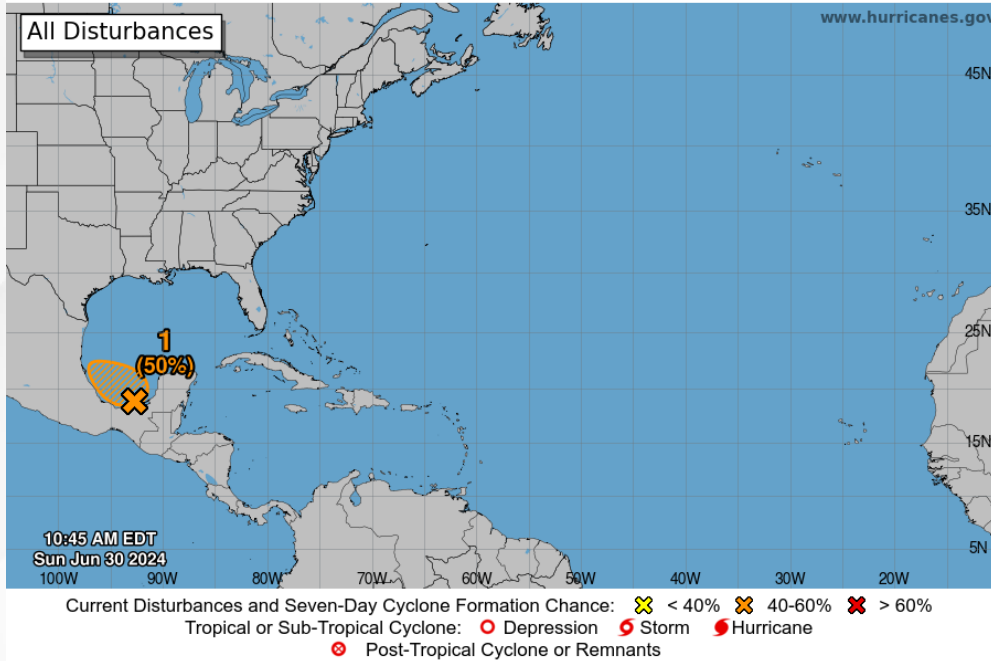 All Disturbances
www.hurricanes.gov
45N
35N
25N
1
(50%)
15N
10:45 AM EDT
Sun Jun 30 2024
5N
100W 90W 80W 70W 60W 50W 40W 30W 20W
Current Disturbances and Seven-Day Cyclone Formation Chance: < 40% 40-60% > 60%
Tropical or Sub-Tropical Cyclone: Depression Storm Hurricane
Post-Tropical Cyclone or Remnants